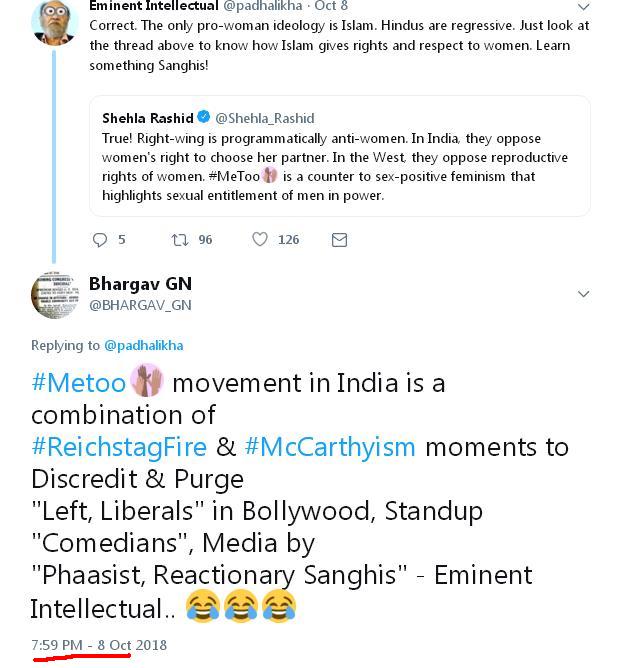 Eminent Intellectual @padhalikha · Oct 8
Correct. The only pro-woman ideology is Islam. Hindus are regressive. Just look at
the thread above to know how Islam gives rights and respect to women. Learn
something Sanghis!
Shehla Rashid @Shehla_Rashid
True! Right-wing is programmatically anti-women. In India, they oppose
women's right to choose her partner. In the West, they oppose reproductive
rights of women. #MeToo is a counter to sex-positive feminism that
highlights sexual entitlement of men in power.
5 96 126
Bhargav GN
@BHARGAV_GN
Replying to @padhalikha
#Metoo movement in India is a
combination of
#ReichstagFire & #McCarthyism moments to
Discredit & Purge
"Left, Liberals" in Bollywood, Standup
"Comedians", Media by
"Phaasist, Reactionary Sanghis" - Eminent
Intellectual.. 😂😂😂
7:59 PM - 8 Oct 2018